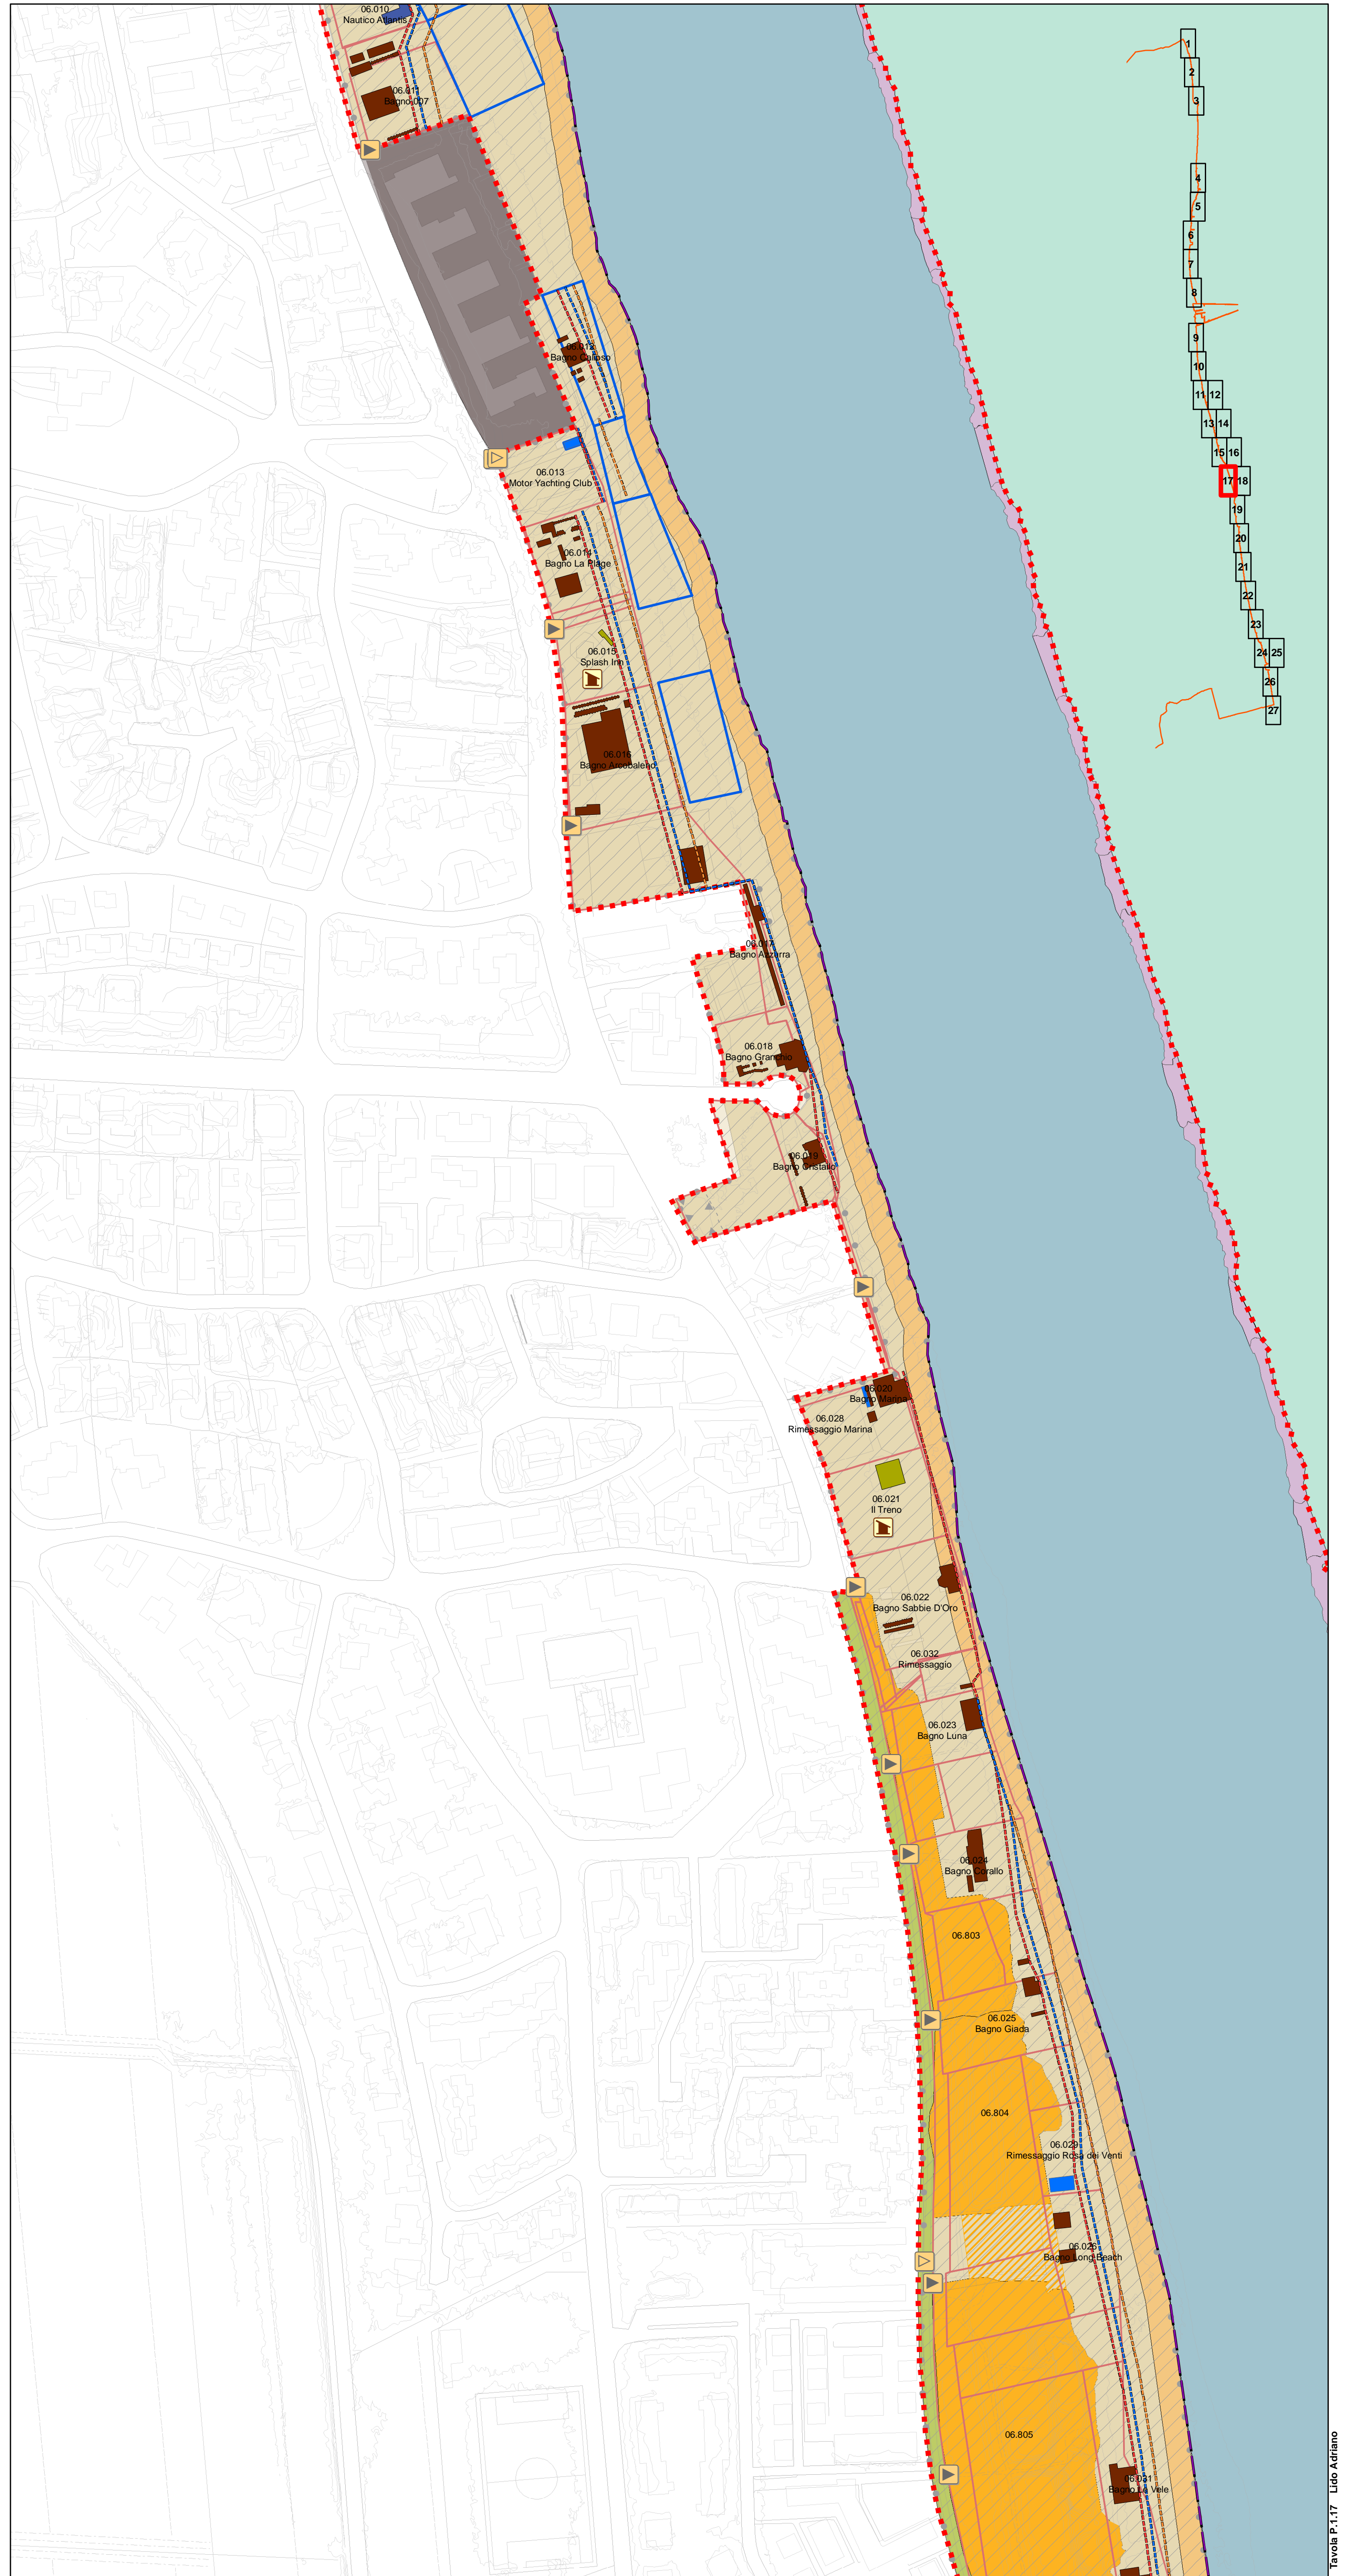 06.010
Nautico Atlantis
06.011
Bagno 007
06.012
Bagno Calipso
06.013
Motor Yachting Club
06.014
Bagno La Plage
06.015
Splash Inn
06.016
Bagno Arcobaleno
06.017
Bagno Azzurra
06.018
Bagno Granchio
06.019
Bagno Cristallo
06.020
Bagno Marina
06.028
Rimessaggio Marina
06.021
Il Treno
06.022
Bagno Sabbie D'Oro
06.032
Rimessaggio
06.023
Bagno Luna
06.024
Bagno Corallo
06.803
06.025
Bagno Giada
06.804
06.029
Rimessaggio Rosa dei Venti
06.026
Bagno Long Beach
06.805
06.031
Bagno Le Vele
1
2
3
4
5
6
7
8
9
10
11 12
13 14
15 16
17 18
19
20
21
22
23
24 25
26
27
Tavola P.1.17 Lido Adriano